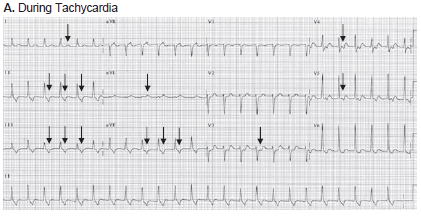 A. During Tachycardia
I aVR V1 V4
II aVL V2 V5
III aVF V3 V6
II